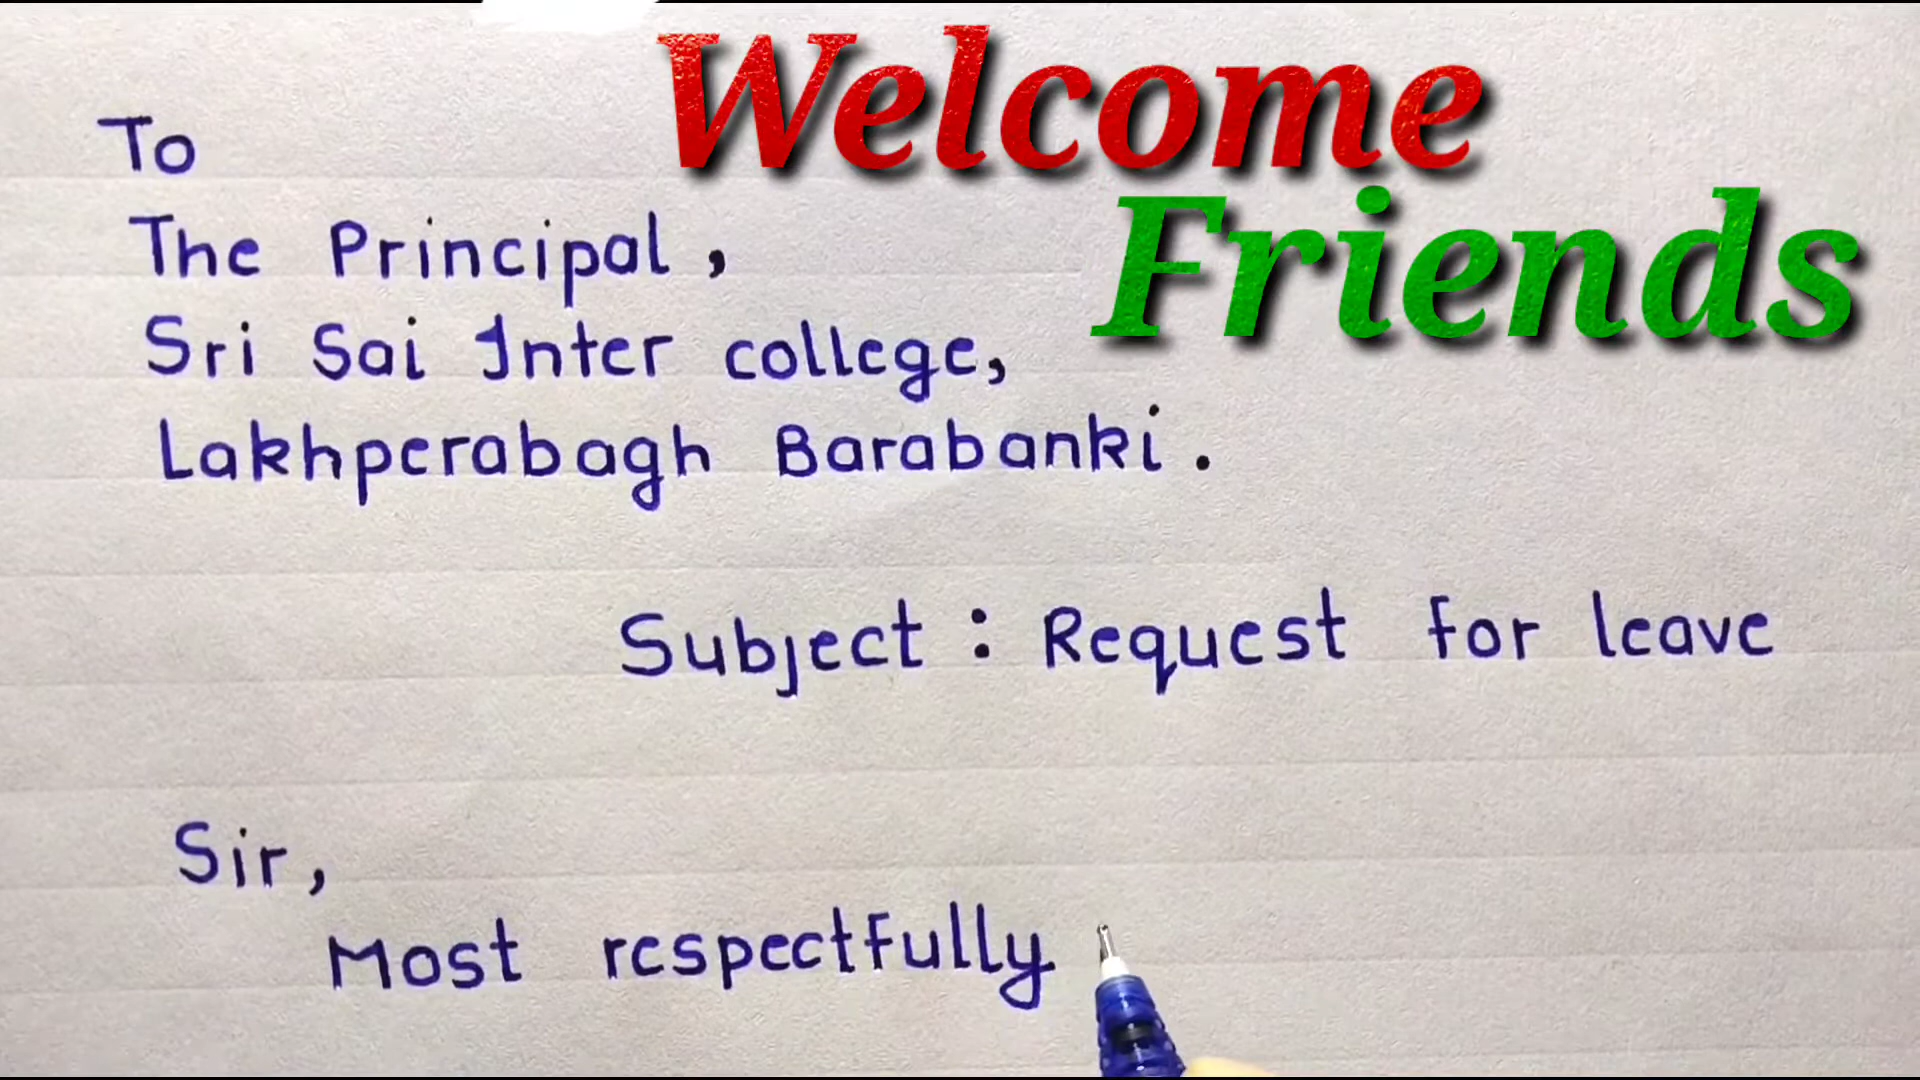 Welcome
Friends
To
The Principal,
Sri Sai Inter college,
Lakhperabagh Barabanki.
Subject : Request for leave
Sir,
Most respectfully